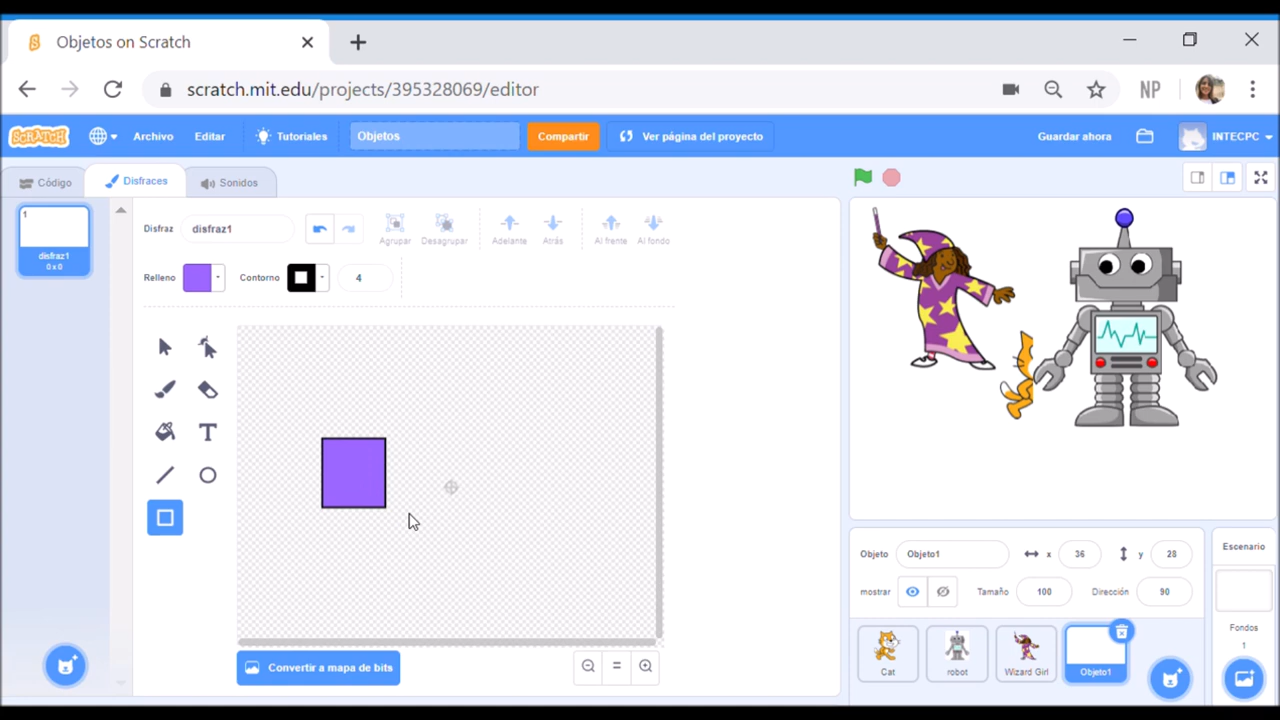 Objetos on Scratch
scratch.mit.edu/projects/395328069/editor
NP
SCRATCH
Archivo
Editar
Tutoriales
Objetos
Compartir
Ver página del proyecto
Guardar ahora
INTECPC
Código
Disfraces
Sonidos
1
disfraz1
0 x 0
Disfraz
disfraz1
Agrupar
Desagrupar
Adelante
Atrás
Al frente
Al fondo
Relleno
Contorno
4
T
Convertir a mapa de bits
Objeto
Objeto1
x
36
y
28
mostrar
Tamaño
100
Dirección
90
Cat
robot
Wizard Girl
Objeto1
Escenario
Fondos
1